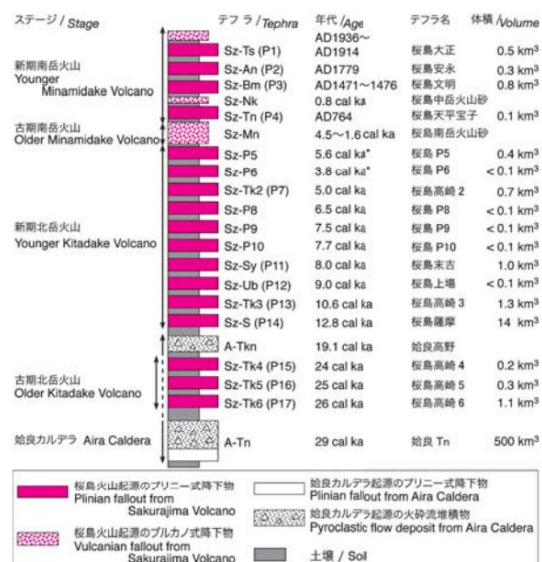 ステージ / Stage テフラ / Tephra 年代 / Age テフラ名 体積 / Volume
AD1936〜
Sz-Ts (P1) AD1914 桜島大正 0.5 km³
新期南岳火山 Sz-An (P2) AD1779 桜島安永 0.3 km³
Younger Sz-Bm (P3) AD1471〜1476 桜島文明 0.8 km³
Minamidake Volcano Sz-Nk 0.8 cal ka 桜島中岳火山砂
Sz-Tn (P4) AD764 桜島天平宝子 0.1 km³
古期南岳火山 Sz-Mn 4.5〜1.6 cal ka 桜島南岳火山砂
Older Minamidake Volcano
Sz-P5 5.6 cal ka* 桜島 P5 0.4 km³
Sz-P6 3.8 cal ka* 桜島 P6 < 0.1 km³
Sz-Tk2 (P7) 5.0 cal ka 桜島高崎 2 0.7 km³
Sz-P8 6.5 cal ka 桜島 P8 < 0.1 km³
新期北岳火山 Sz-P9 7.5 cal ka 桜島 P9 < 0.1 km³
Younger Kitadake Volcano Sz-P10 7.7 cal ka 桜島 P10 < 0.1 km³
Sz-Sy (P11) 8.0 cal ka 桜島末吉 1.0 km³
Sz-Ub (P12) 9.0 cal ka 桜島上場 < 0.1 km³
Sz-Tk3 (P13) 10.6 cal ka 桜島高崎 3 1.3 km³
Sz-S (P14) 12.8 cal ka 桜島薩摩 14 km³
A-Tkn 19.1 cal ka 姶良高野
古期北岳火山 Sz-Tk4 (P15) 24 cal ka 桜島高崎 4 0.2 km³
Older Kitadake Volcano Sz-Tk5 (P16) 25 cal ka 桜島高崎 5 0.3 km³
Sz-Tk6 (P17) 26 cal ka 桜島高崎 6 1.1 km³
姶良カルデラ Aira Caldera A-Tn 29 cal ka 姶良 Tn 500 km³
桜島火山起源のプリニー式降下物
Plinian fallout from
Sakurajima Volcano
姶良カルデラ起源のプリニー式降下物
Plinian fallout from Aira Caldera
姶良カルデラ起源の火砕流堆積物
Pyroclastic flow deposit from Aira Caldera
桜島火山起源のブルカノ式降下物
Vulcanian fallout from
Sakurajima Volcano
土壌 / Soil